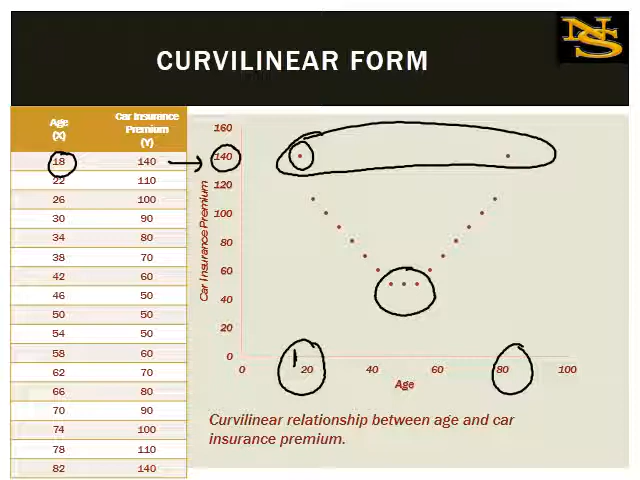 NS
CURVILINEAR FORM
Age
(X)
Car Insurance
Premium
(Y)
18 140
22 110
26 100
30 90
34 80
38 70
42 60
46 50
50 50
54 50
58 60
62 70
66 80
70 90
74 100
78 110
82 140
160
140
120
100
80
60
40
20
0
Car Insurance Premium
0 20 40 60 80 100
Age
Curvilinear relationship between age and car
insurance premium.